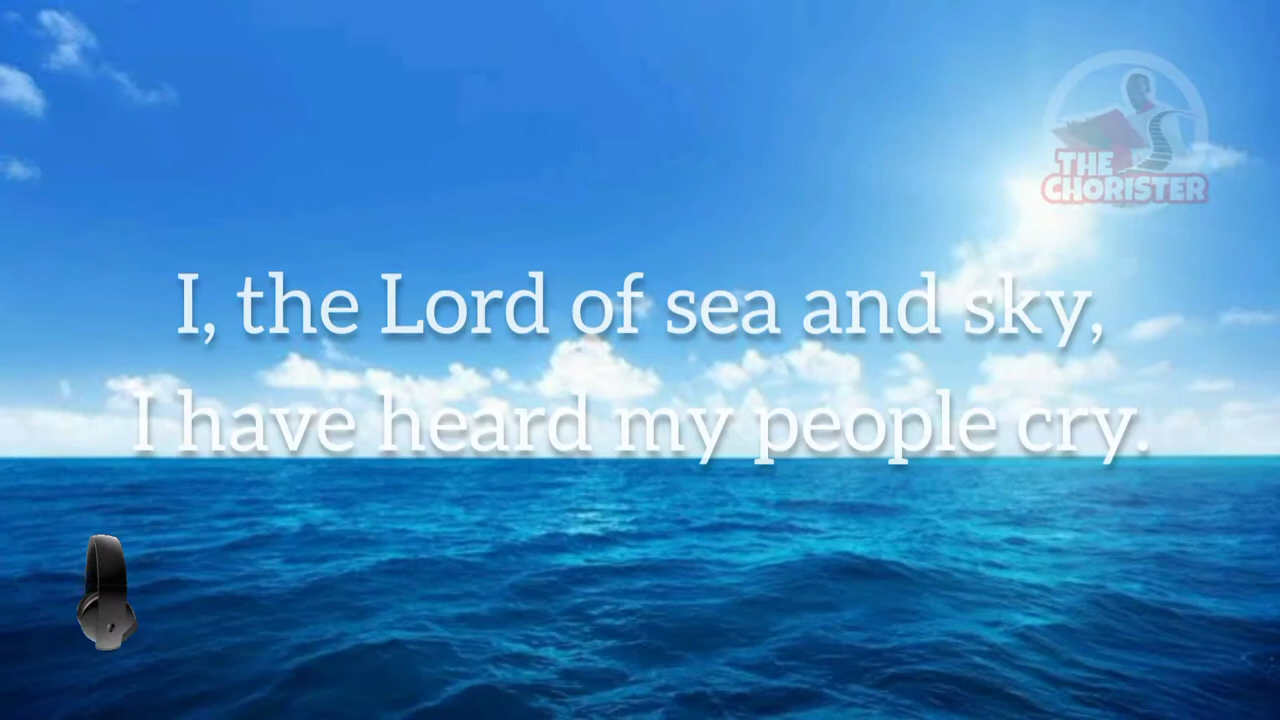 THE
CHORISTER
I, the Lord of sea and sky,
I have heard my people cry.